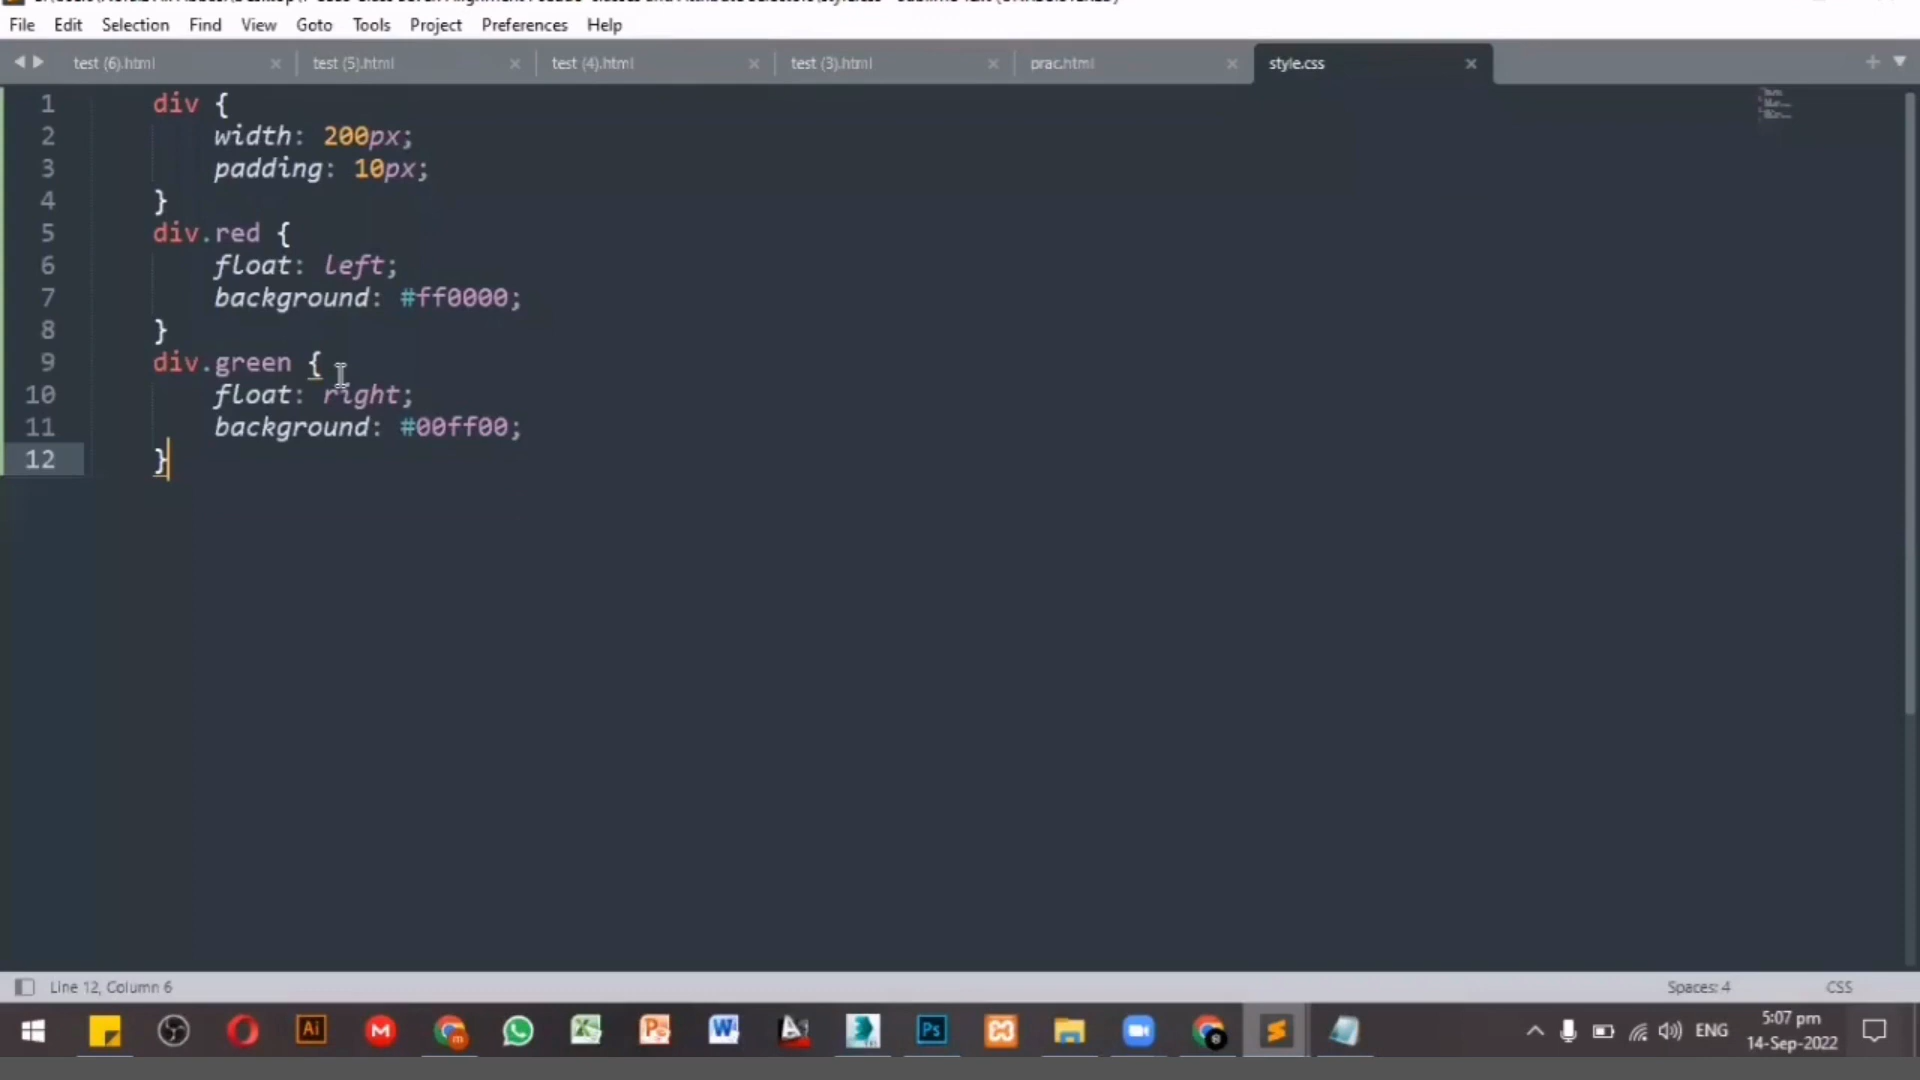 File Edit Selection Find View Goto Tools Project Preferences Help
test (6).html test (5).html test (4).html test (3).html prac.html style.css
1 div {
2 width: 200px;
3 padding: 10px;
4 }
5 div.red {
6 float: left;
7 background: #ff0000;
8 }
9 div.green {
10 float: right;
11 background: #00ff00;
12 }
Line 12, Column 6 Spaces: 4 CSS
Ai Ps ENG 5:07 pm
14-Sep-2022